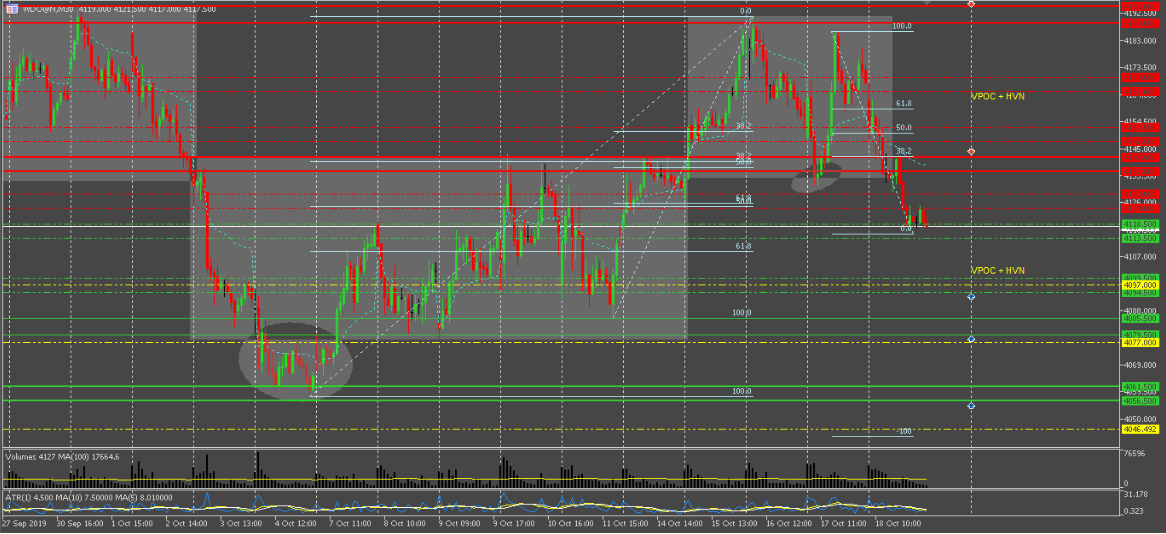 WDO@N,M30 4119.000 4121.500 4117.000 4117.500
4192.500
0.0
100.0
4183.000
4173.500
VPOC + HVN
61.8
4154.500
38.2
50.0
4145.000
38.2
38.2
50.0
4126.000
61.8
50.0
4118.500
0.0
4113.500
61.8
4107.000
VPOC + HVN
4099.500
4097.000
4094.500
4088.000
100.0
4085.500
4079.500
4077.000
4069.000
4061.500
100.0
4056.500
4050.000
-100
4046.492
Volumes 4127 MA(100) 17664.6
76596
0
ATR(1) 4.500 MA(10) 7.50000 MA(5) 8.010000
31.178
0.323
27 Sep 2019
30 Sep 16:00
1 Oct 15:00
2 Oct 14:00
3 Oct 13:00
4 Oct 12:00
7 Oct 11:00
8 Oct 10:00
9 Oct 09:00
9 Oct 17:00
10 Oct 16:00
11 Oct 15:00
14 Oct 14:00
15 Oct 13:00
16 Oct 12:00
17 Oct 11:00
18 Oct 10:00